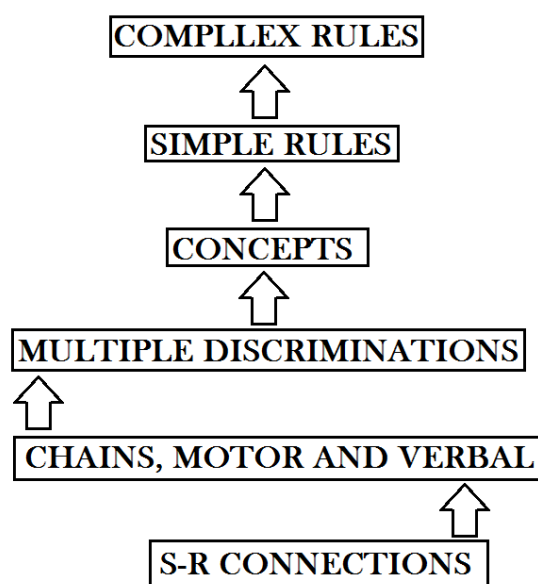 COMPLLEX RULES
SIMPLE RULES
CONCEPTS
MULTIPLE DISCRIMINATIONS
CHAINS, MOTOR AND VERBAL
S-R CONNECTIONS